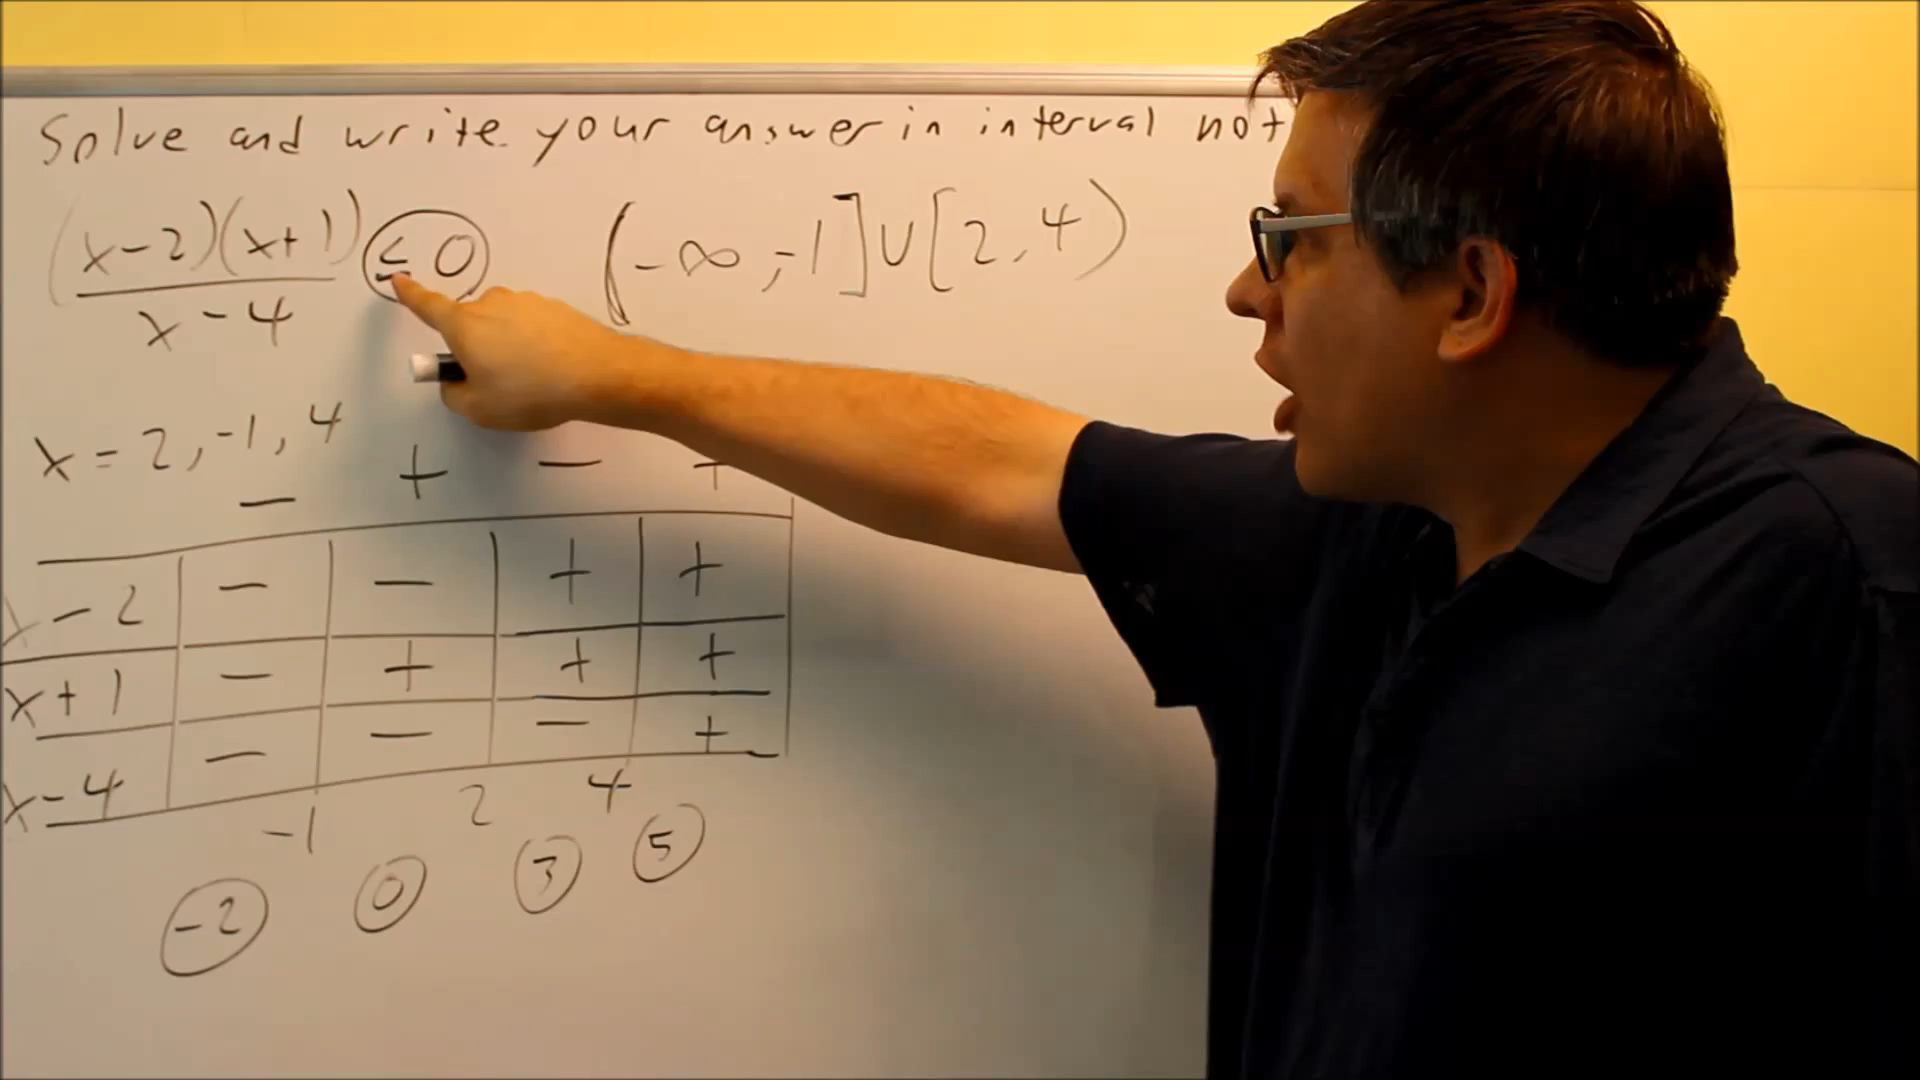 Solve and write your answer in interval not
(x-2)(x+1) ≤ 0
x-4
(-∞,-1]∪[2,4)
x = 2, -1, 4
- + - +
x-2 - - + +
x+1 - + + +
x-4 - - - +
-1 2 4
-2 0 3 5